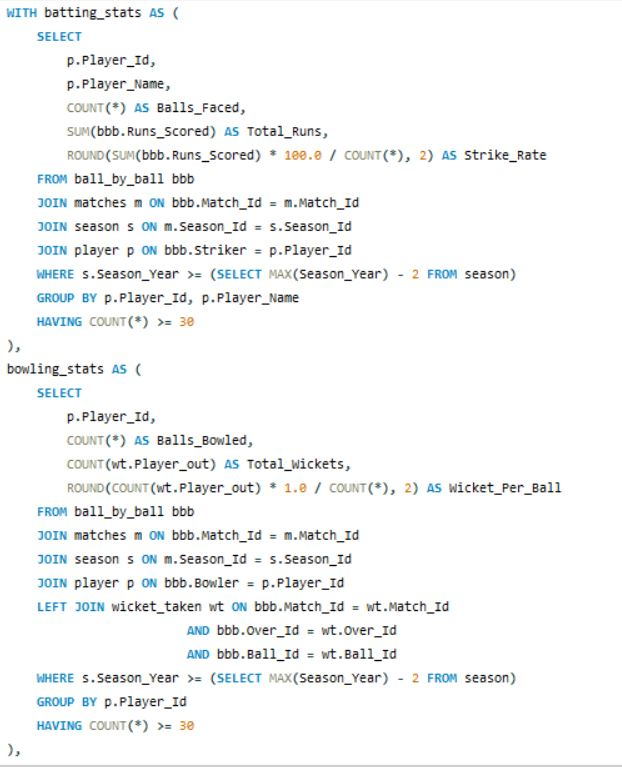 WITH batting_stats AS (
    SELECT
        p.Player_Id,
        p.Player_Name,
        COUNT(*) AS Balls_Faced,
        SUM(bbb.Runs_Scored) AS Total_Runs,
        ROUND(SUM(bbb.Runs_Scored) * 100.0 / COUNT(*), 2) AS Strike_Rate
    FROM ball_by_ball bbb
    JOIN matches m ON bbb.Match_Id = m.Match_Id
    JOIN season s ON m.Season_Id = s.Season_Id
    JOIN player p ON bbb.Striker = p.Player_Id
    WHERE s.Season_Year >= (SELECT MAX(Season_Year) - 2 FROM season)
    GROUP BY p.Player_Id, p.Player_Name
    HAVING COUNT(*) >= 30
),
bowling_stats AS (
    SELECT
        p.Player_Id,
        COUNT(*) AS Balls_Bowled,
        COUNT(wt.Player_out) AS Total_Wickets,
        ROUND(COUNT(wt.Player_out) * 1.0 / COUNT(*), 2) AS Wicket_Per_Ball
    FROM ball_by_ball bbb
    JOIN matches m ON bbb.Match_Id = m.Match_Id
    JOIN season s ON m.Season_Id = s.Season_Id
    JOIN player p ON bbb.Bowler = p.Player_Id
    LEFT JOIN wicket_taken wt ON bbb.Match_Id = wt.Match_Id
                        AND bbb.Over_Id = wt.Over_Id
                        AND bbb.Ball_Id = wt.Ball_Id
    WHERE s.Season_Year >= (SELECT MAX(Season_Year) - 2 FROM season)
    GROUP BY p.Player_Id
    HAVING COUNT(*) >= 30
),